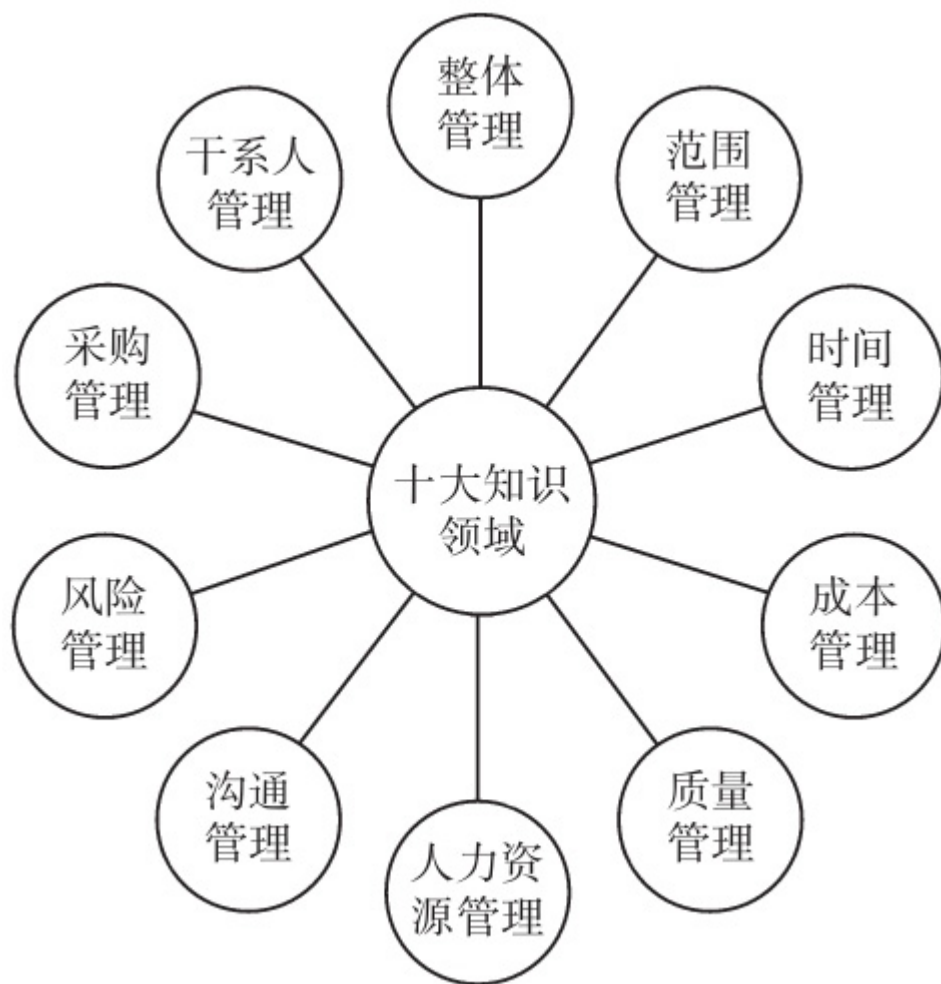 整体
管理
范围
管理
时间
管理
成本
管理
质量
管理
人力资
源管理
沟通
管理
风险
管理
采购
管理
干系人
管理
十大知识
领域